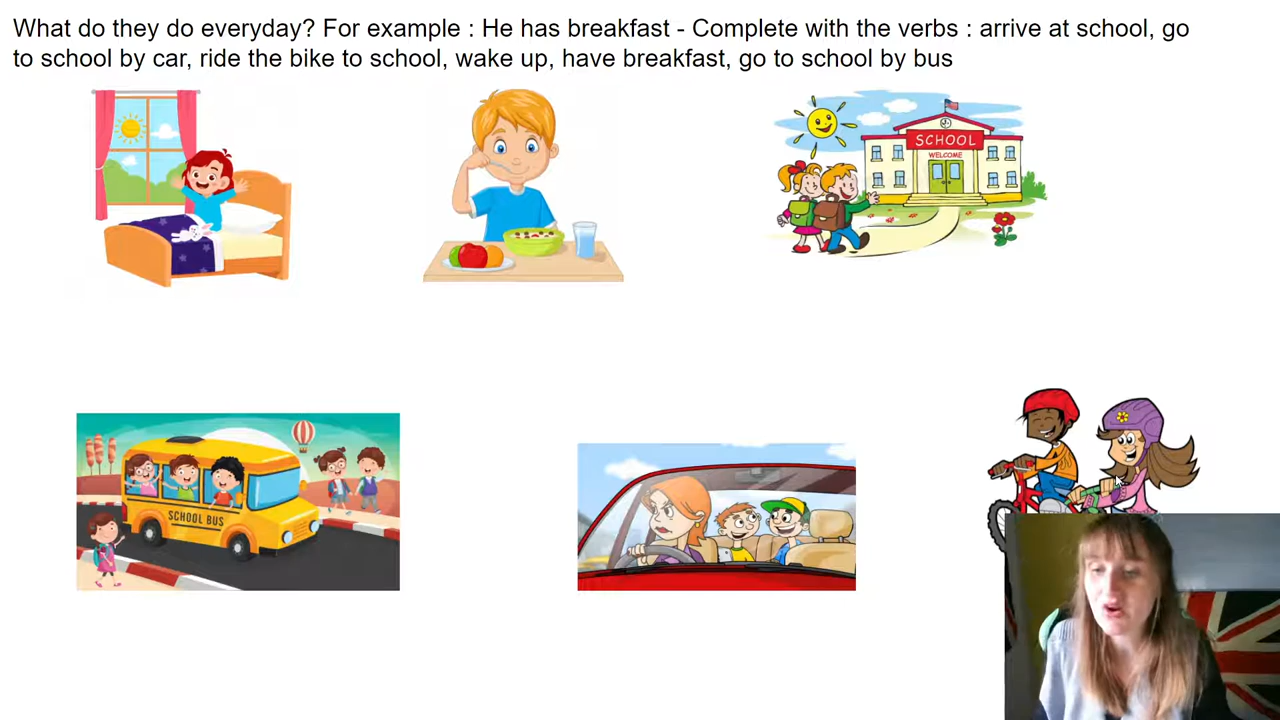 What do they do everyday? For example : He has breakfast - Complete with the verbs : arrive at school, go
to school by car, ride the bike to school, wake up, have breakfast, go to school by bus
SCHOOL
WELCOME
SCHOOL BUS